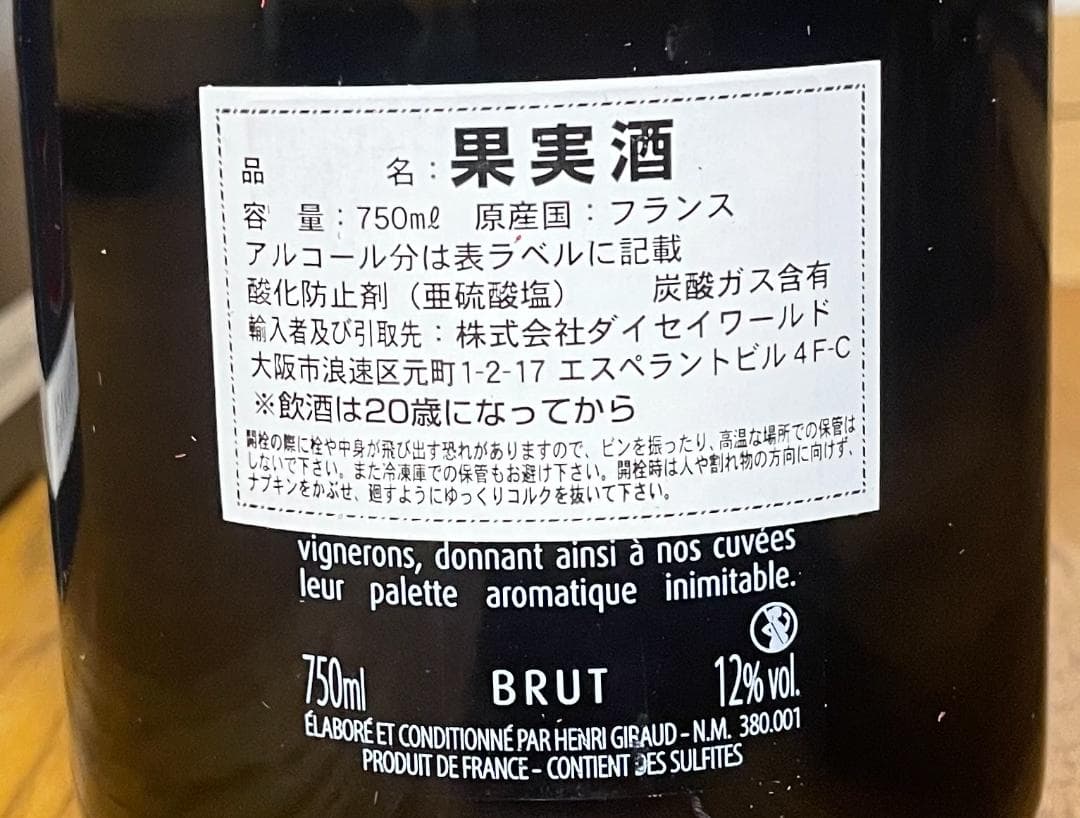 品 名：果実酒
容 量：750mℓ 原産国：フランス
アルコール分は表ラベルに記載
酸化防止剤（亜硫酸塩） 炭酸ガス含有
輸入者及び引取先：株式会社ダイセイワールド
大阪市浪速区元町1-2-17 エスペラントビル4F-C
※飲酒は20歳になってから
開栓の際に栓や中身が飛び出す恐れがありますので、ビンを振ったり、高温な場所での保管は
しないで下さい。また冷凍庫での保管もお避け下さい。開栓時は人や割れ物の方向に向けず、
ナプキンをかぶせ、廻すようにゆっくりコルクを抜いて下さい。
vignerons, donnant ainsi à nos cuvées
leur palette aromatique inimitable.
750ml BRUT 12% vol.
ÉLABORÉ ET CONDITIONNÉ PAR HENRI GIRAUD - N.M. 380.001
PRODUIT DE FRANCE - CONTIENT DES SULFITES